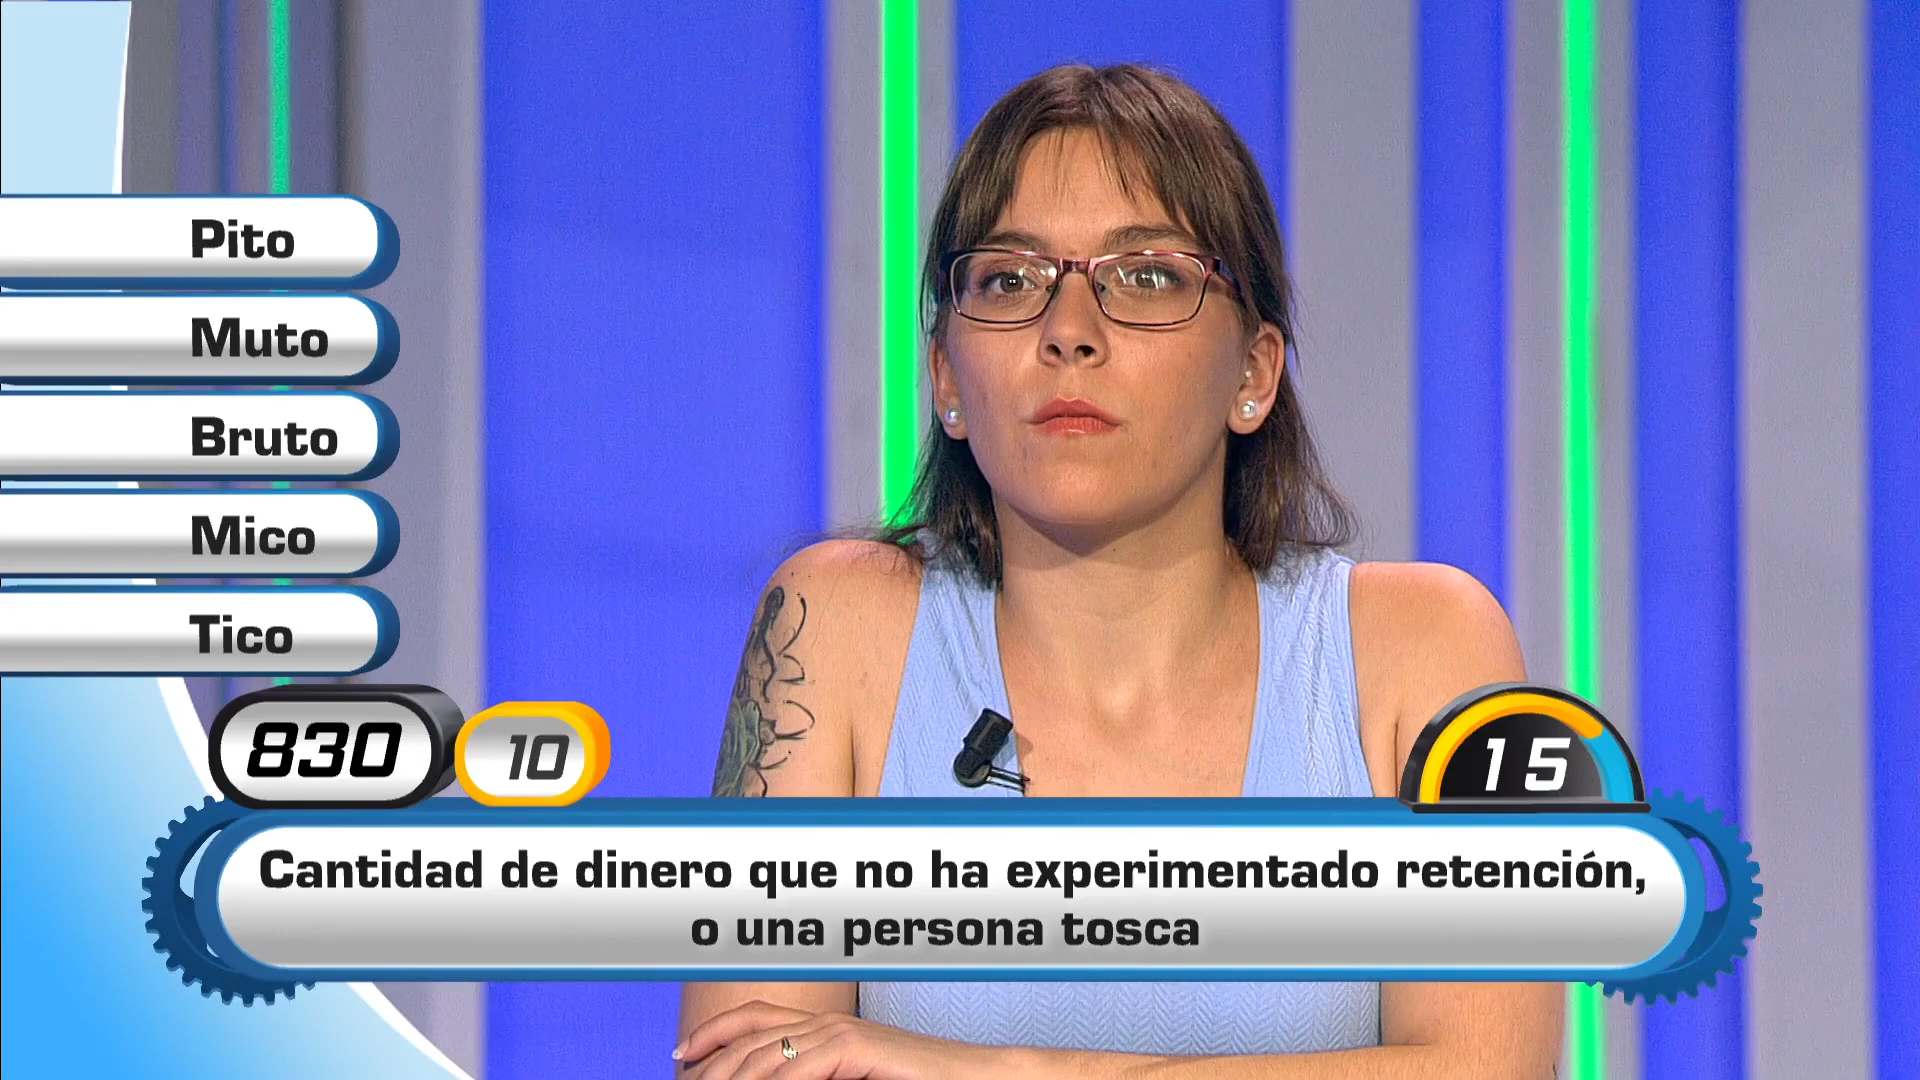 Pito
Muto
Bruto
Mico
Tico
830
10
15
Cantidad de dinero que no ha experimentado retención,
o una persona tosca